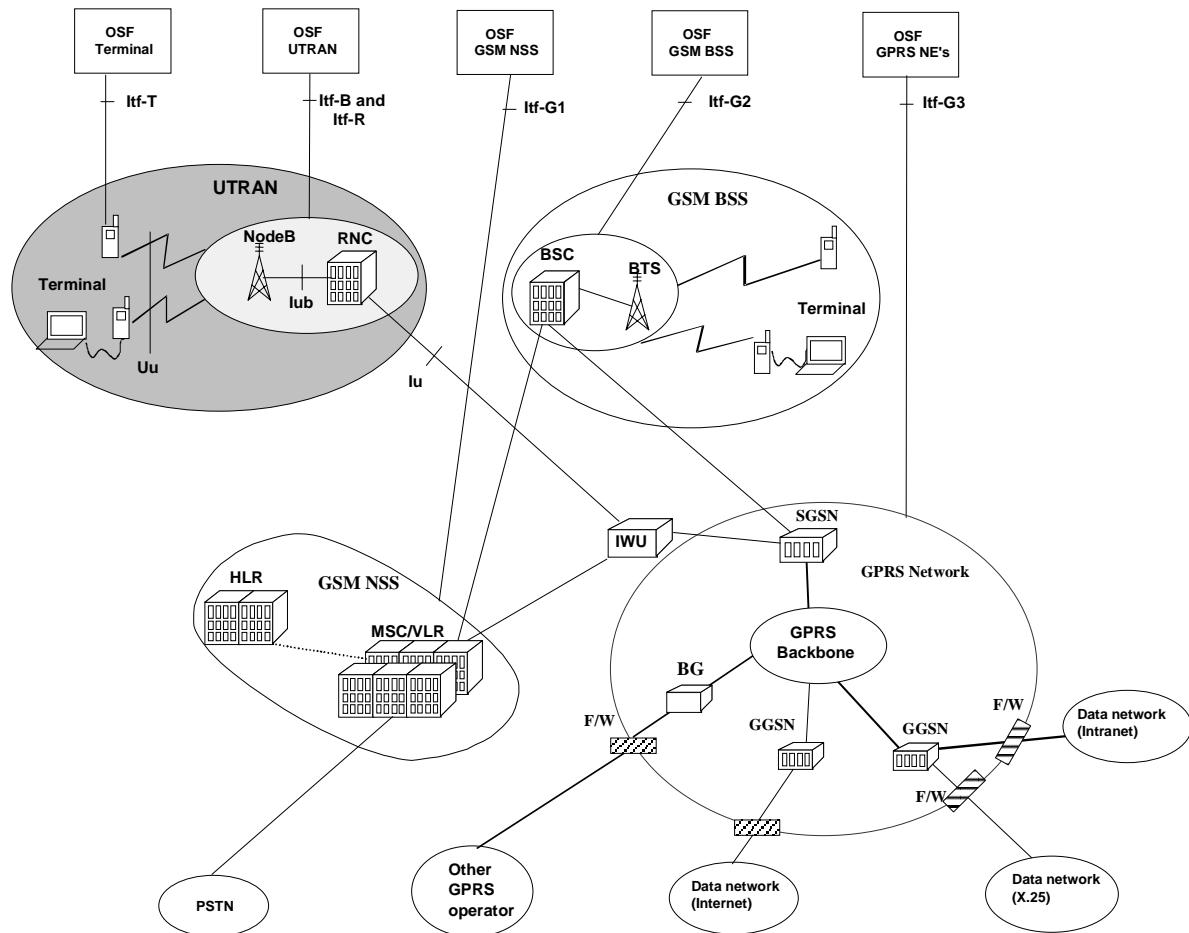 OSF
Terminal
OSF
UTRAN
OSF
GSM NSS
OSF
GSM BSS
OSF
GPRS NE's
Itf-T
Itf-B and
Itf-R
Itf-G1
Itf-G2
Itf-G3
UTRAN
GSM BSS
NodeB
RNC
BSC
BTS
Terminal
Iub
Terminal
Uu
Iu
SGSN
IWU
GPRS Network
HLR
GSM NSS
MSC/VLR
GPRS
Backbone
BG
F/W
GGSN
GGSN
F/W
Data network
(Intranet)
F/W
Other
GPRS
operator
PSTN
Data network
(Internet)
Data network
(X.25)